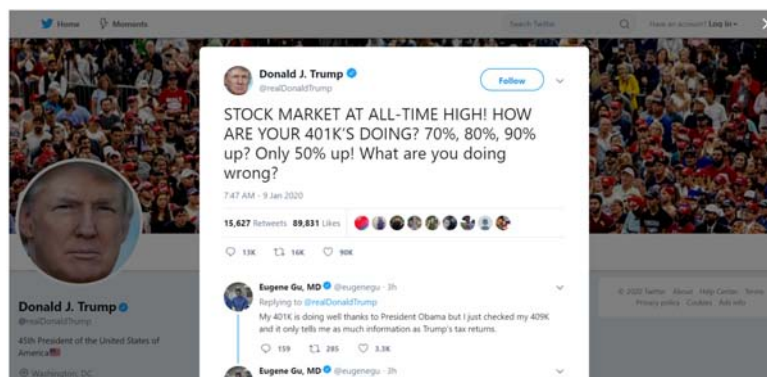 Home Moments Search Twitter Have an account? Log in
Donald J. Trump
@realDonaldTrump
Follow
STOCK MARKET AT ALL-TIME HIGH! HOW
ARE YOUR 401K'S DOING? 70%, 80%, 90%
up? Only 50% up! What are you doing
wrong?
7:47 AM - 9 Jan 2020
15,627 Retweets 89,831 Likes
13K 16K 90K
Eugene Gu, MD @eugenegu · 3h
Replying to @realDonaldTrump
My 401K is doing well thanks to President Obama but I just checked my 409K
and it only tells me as much information as Trump's tax returns.
159 285 3.3K
Eugene Gu, MD @eugenegu · 3h
Donald J. Trump
@realDonaldTrump
45th President of the United States of
America
Washington, DC
© 2020 Twitter About Help Center Terms
Privacy policy Cookies Ads info